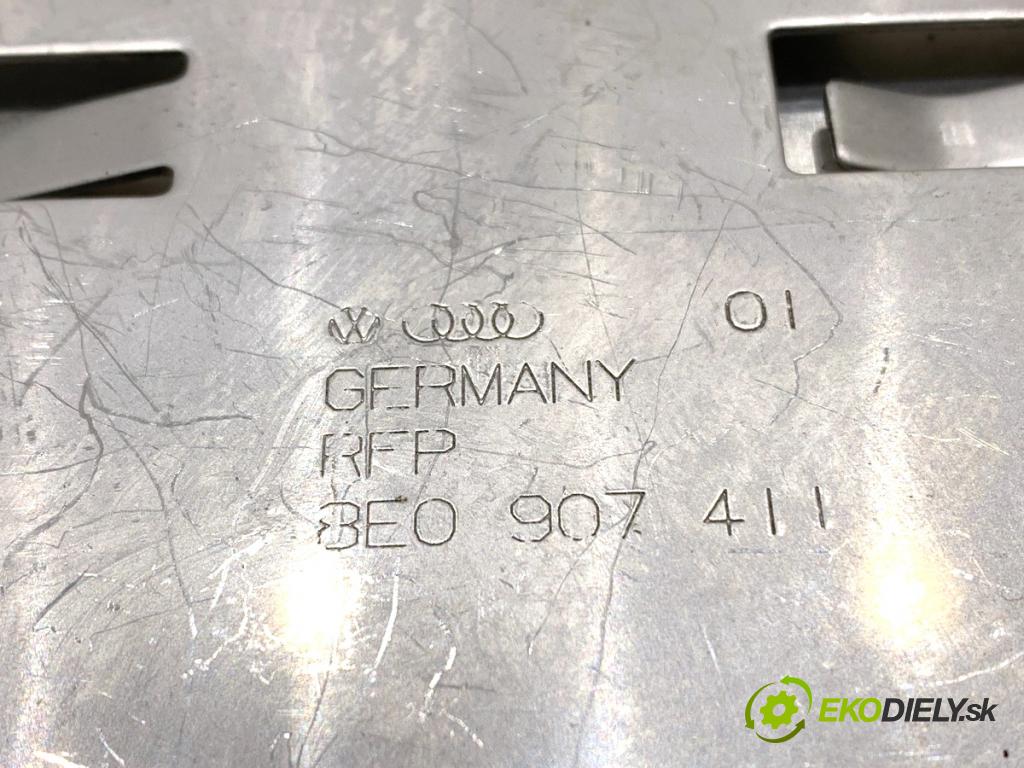 01
GERMANY
RFP
8E0 907 411
EKODIELY.sk